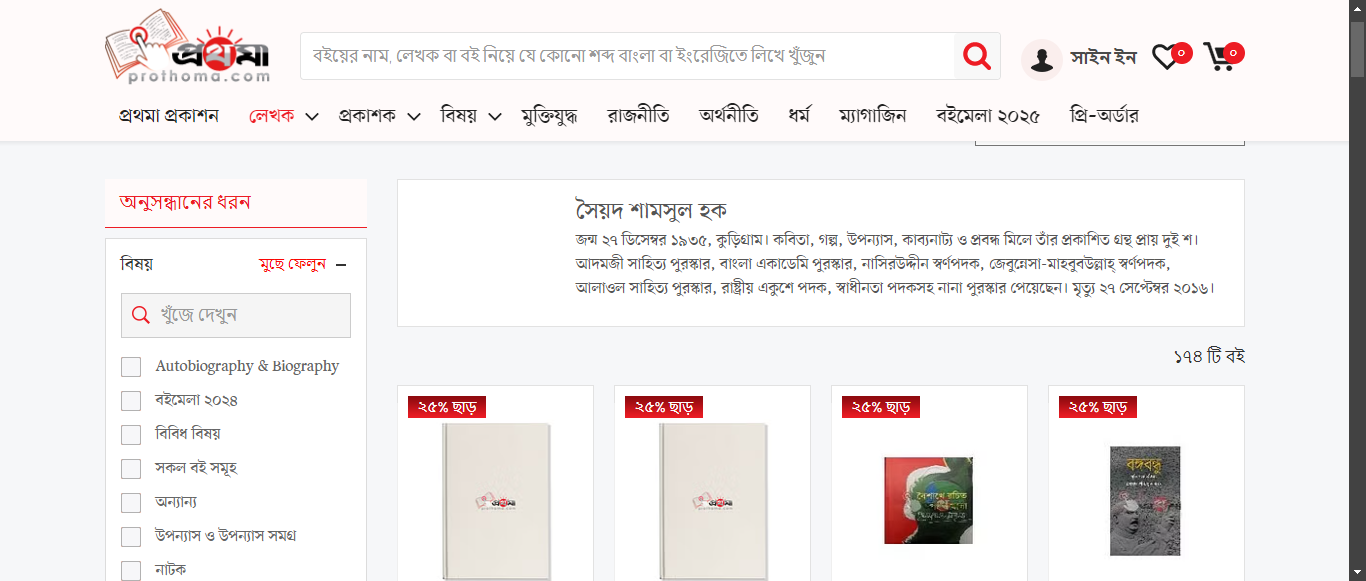 প্রথমা
prothoma.com
বইয়ের নাম, লেখক বা বই নিয়ে যে কোনো শব্দ বাংলা বা ইংরেজিতে লিখে খুঁজুন
সাইন ইন
০
০
প্রথমা প্রকাশন লেখক প্রকাশক বিষয় মুক্তিযুদ্ধ রাজনীতি অর্থনীতি ধর্ম ম্যাগাজিন বইমেলা ২০২৫ প্রি-অর্ডার
অনুসন্ধানের ধরন
বিষয় মুছে ফেলুন
খুঁজে দেখুন
Autobiography & Biography
বইমেলা ২০২৪
বিবিধ বিষয়
সকল বই সমূহ
অন্যান্য
উপন্যাস ও উপন্যাস সমগ্র
নাটক
সৈয়দ শামসুল হক
জন্ম ২৭ ডিসেম্বর ১৯৩৫, কুড়িগ্রাম। কবিতা, গল্প, উপন্যাস, কাব্যনাট্য ও প্রবন্ধ মিলে তাঁর প্রকাশিত গ্রন্থ প্রায় দুই শ।
আদমজী সাহিত্য পুরস্কার, বাংলা একাডেমি পুরস্কার, নাসিরউদ্দীন স্বর্ণপদক, জেবুন্নেসা-মাহবুবউল্লাহ্ স্বর্ণপদক,
আলাওল সাহিত্য পুরস্কার, রাষ্ট্রীয় একুশে পদক, স্বাধীনতা পদকসহ নানা পুরস্কার পেয়েছেন। মৃত্যু ২৭ সেপ্টেম্বর ২০১৬।
১৭৪ টি বই
২৫% ছাড় ২৫% ছাড় ২৫% ছাড় ২৫% ছাড়
প্রথমা প্রথমা
বৈশাখে রচিত
বঙ্গবন্ধু